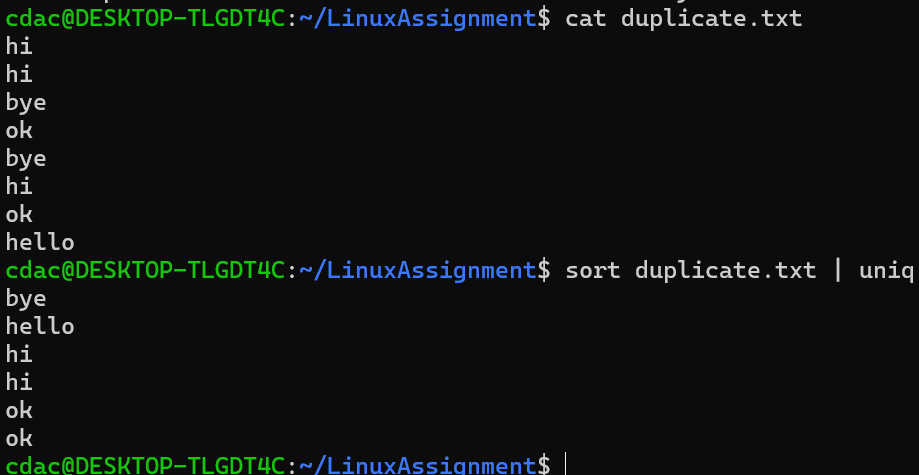 cdac@DESKTOP-TLGDT4C:~/LinuxAssignment$ cat duplicate.txt
hi
hi
bye
ok
bye
hi
ok
hello
cdac@DESKTOP-TLGDT4C:~/LinuxAssignment$ sort duplicate.txt | uniq
bye
hello
hi
hi
ok
ok
cdac@DESKTOP-TLGDT4C:~/LinuxAssignment$